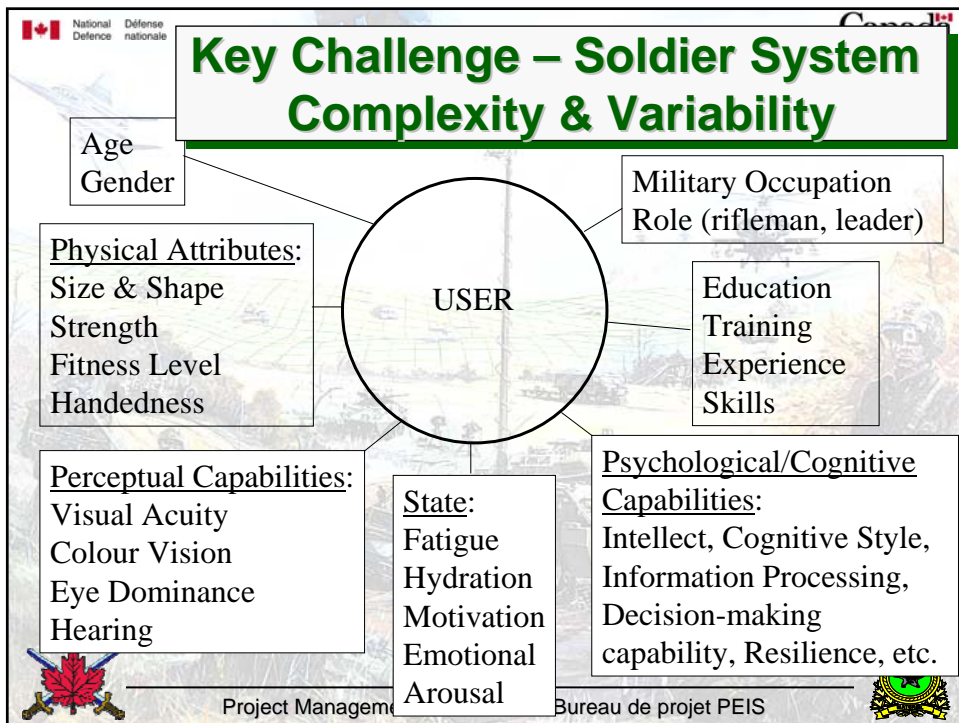 National Défense
Defence nationale
Canada
Key Challenge – Soldier System
Complexity & Variability
Age
Gender
Military Occupation
Role (rifleman, leader)
Physical Attributes:
Size & Shape
Strength
Fitness Level
Handedness
USER
Education
Training
Experience
Skills
Perceptual Capabilities:
Visual Acuity
Colour Vision
Eye Dominance
Hearing
State:
Fatigue
Hydration
Motivation
Emotional
Arousal
Psychological/Cognitive
Capabilities:
Intellect, Cognitive Style,
Information Processing,
Decision-making
capability, Resilience, etc.
Project Bureau de projet PEIS